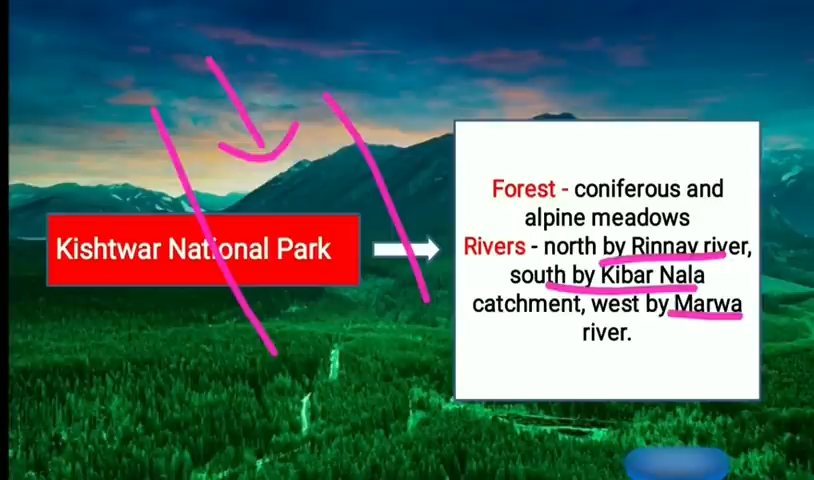 Kishtwar National Park
Forest - coniferous and
alpine meadows
Rivers - north by Rinnay river,
south by Kibar Nala
catchment, west by Marwa
river.